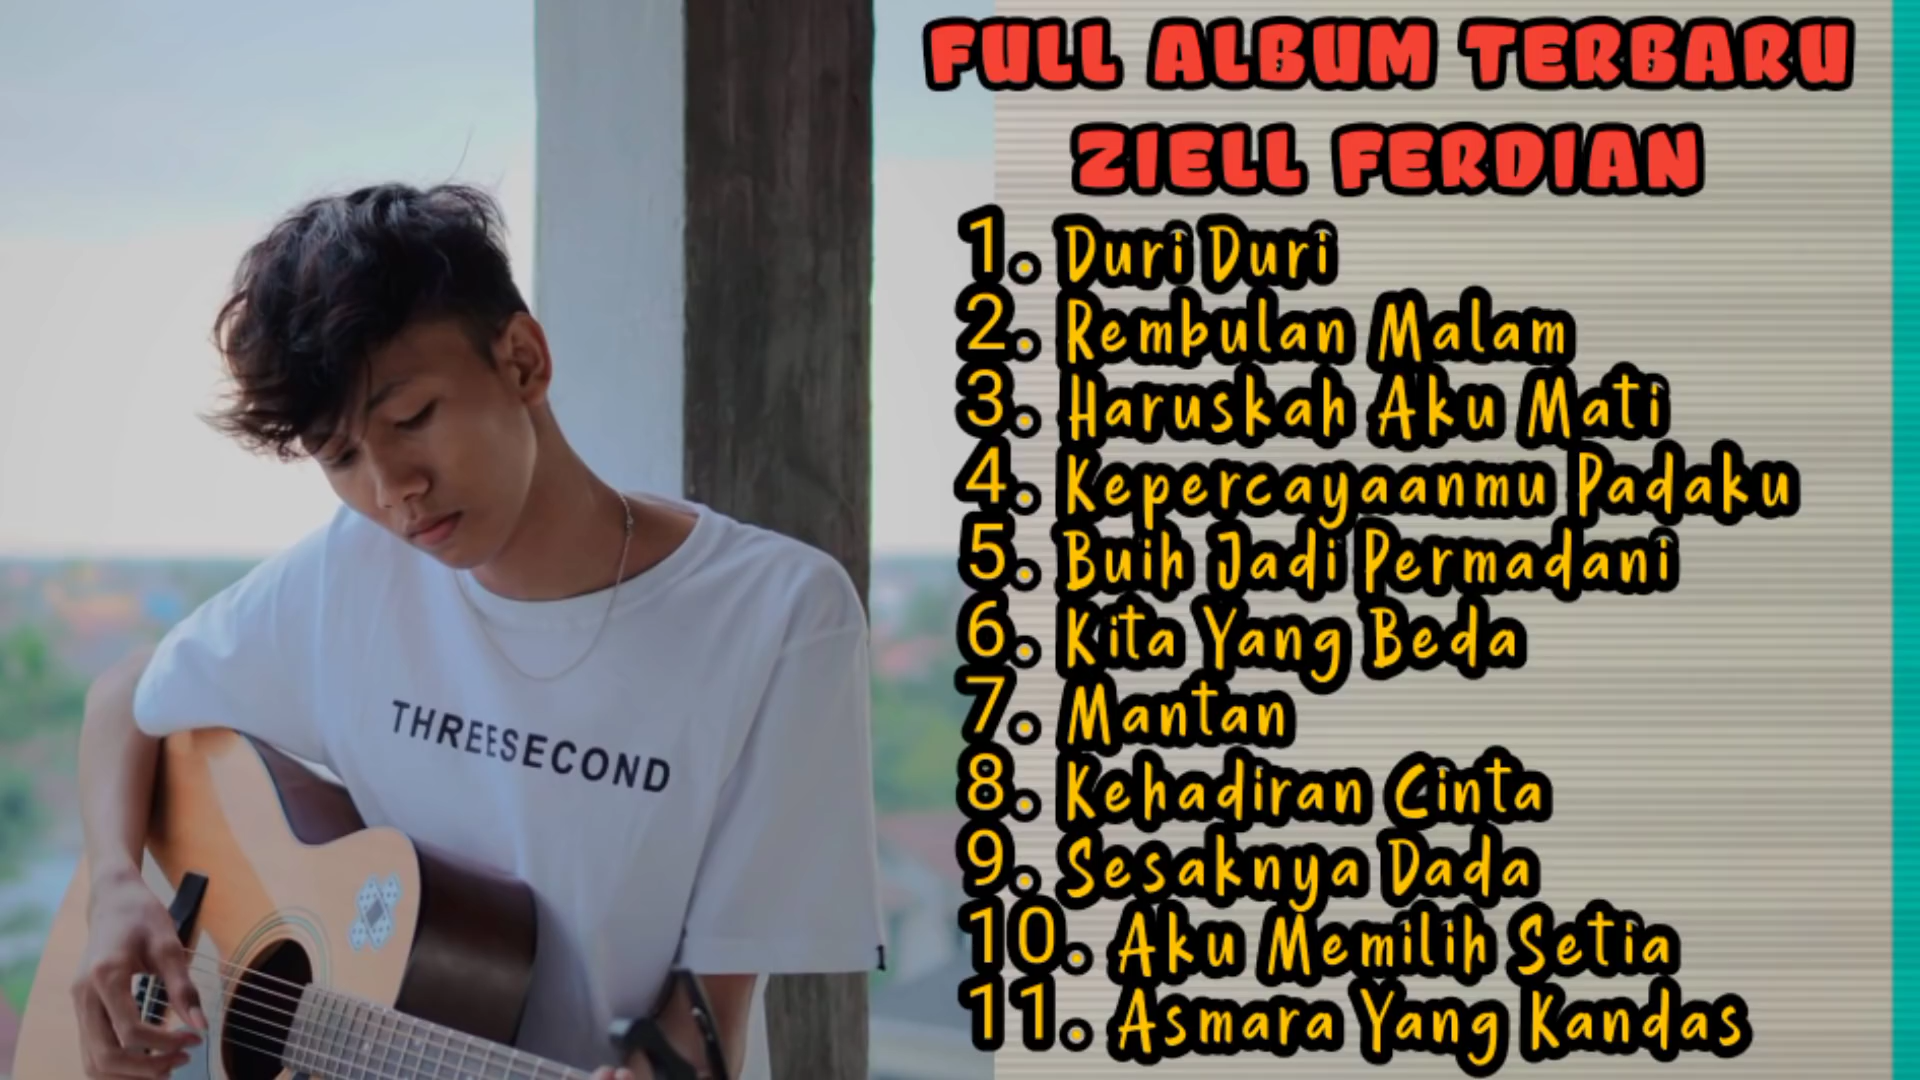 FULL ALBUM TERBARU
ZIELL FERDIAN
1. Duri Duri
2. Rembulan Malam
3. Haruskah Aku Mati
4. Kepercayaanmu Padaku
5. Buih Jadi Permadani
6. Kita Yang Beda
7. Mantan
8. Kehadiran Cinta
9. Sesaknya Dada
10. Aku Memilih Setia
11. Asmara Yang Kandas
THREESECOND